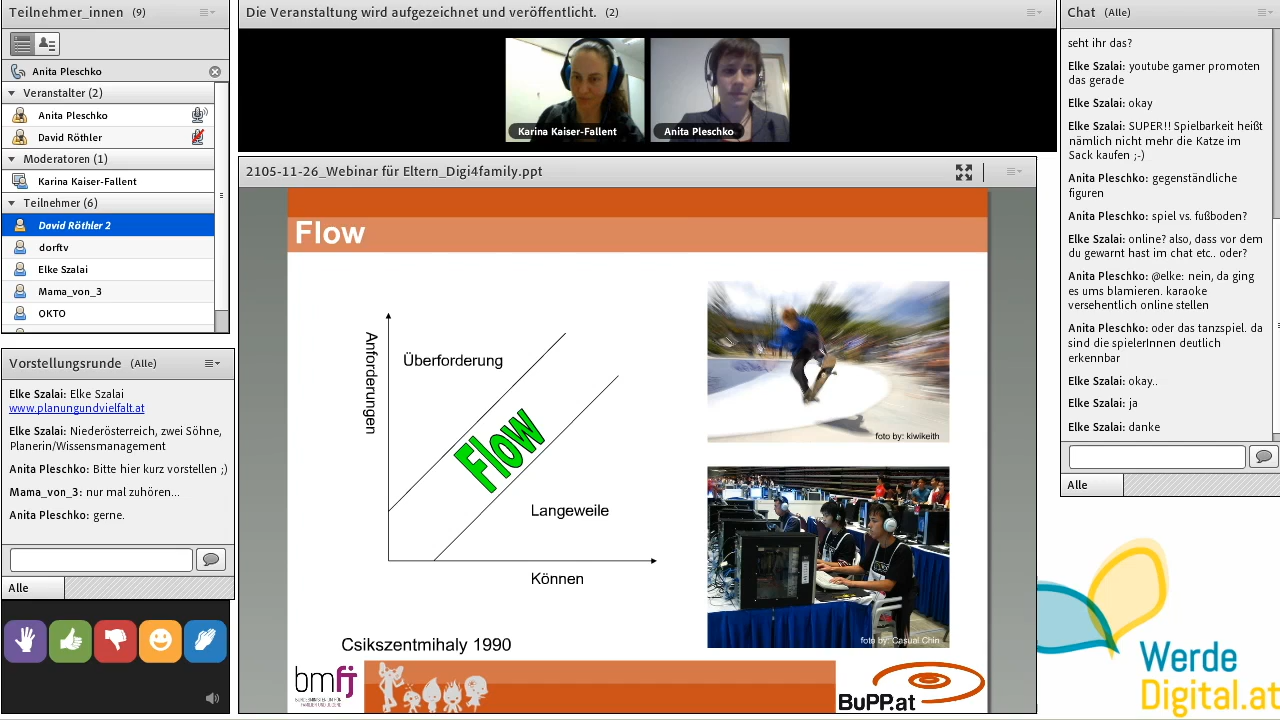 Teilnehmer_innen (9)
Anita Pleschko
Veranstalter (2)
Anita Pleschko
David Röthler
Moderatoren (1)
Karina Kaiser-Fallent
Teilnehmer (6)
David Röthler 2
dorftv
Elke Szalai
Mama_von_3
OKTO
Vorstellungsrunde (Alle)
Elke Szalai: Elke Szalai
www.planungundvielfalt.at
Elke Szalai: Niederösterreich, zwei Söhne,
Planerin/Wissensmanagement
Anita Pleschko: Bitte hier kurz vorstellen ;)
Mama_von_3: nur mal zuhören...
Anita Pleschko: gerne.
Alle
Die Veranstaltung wird aufgezeichnet und veröffentlicht. (2)
Karina Kaiser-Fallent
Anita Pleschko
2105-11-26_Webinar für Eltern_Digi4family.ppt
Flow
Anforderungen
Überforderung
Flow
Langeweile
Können
Csikszentmihaly 1990
foto by: kiwikeith
foto by: Casual Chin
bmfj
BuPP.at
Chat (Alle)
seht ihr das?
Elke Szalai: youtube gamer promoten
das gerade
Elke Szalai: okay
Elke Szalai: SUPER!! Spielbarkeit heißt
nämlich nicht mehr die Katze im
Sack kaufen ;-)
Anita Pleschko: gegenständliche
figuren
Anita Pleschko: spiel vs. fußboden?
Elke Szalai: online? also, dass vor dem
du gewarnt hast im chat etc.. oder?
Anita Pleschko: @elke: nein, da ging
es ums blamieren. karaoke
versehentlich online stellen
Anita Pleschko: oder das tanzspiel. da
sind die spielerInnen deutlich
erkennbar
Elke Szalai: okay..
Elke Szalai: ja
Elke Szalai: danke
Alle
Werde
Digital.at